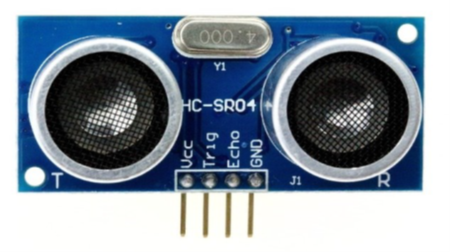 4.000
Y1
HC-SR04
Vcc
Trig
Echo
GND
T
J1
R